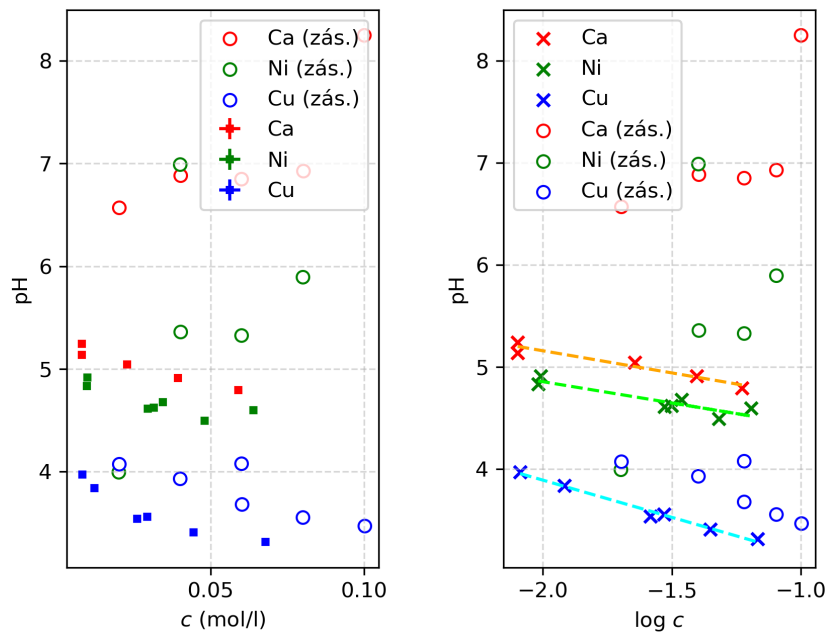 8
7
6
5
4
pH
0.05
0.10
c (mol/l)
Ca (zás.)
Ni (zás.)
Cu (zás.)
Ca
Ni
Cu
8
7
6
5
4
pH
−2.0
−1.5
−1.0
log c
Ca
Ni
Cu
Ca (zás.)
Ni (zás.)
Cu (zás.)